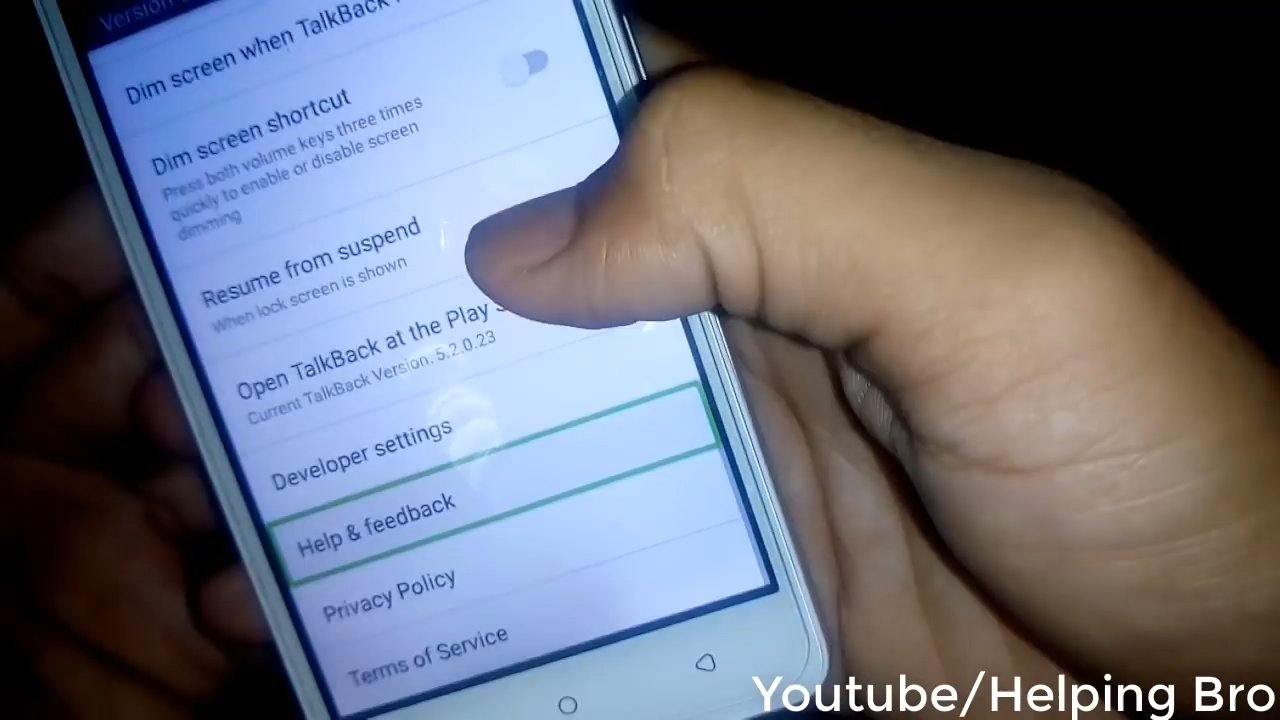 Version
Dim screen when TalkBack
Dim screen shortcut
Press both volume keys three times
quickly to enable or disable screen
dimming
Resume from suspend
When lock screen is shown
Open TalkBack at the Play
Current TalkBack Version: 5.2.0.23
Developer settings
Help & feedback
Privacy Policy
Terms of Service
Youtube/Helping Bro